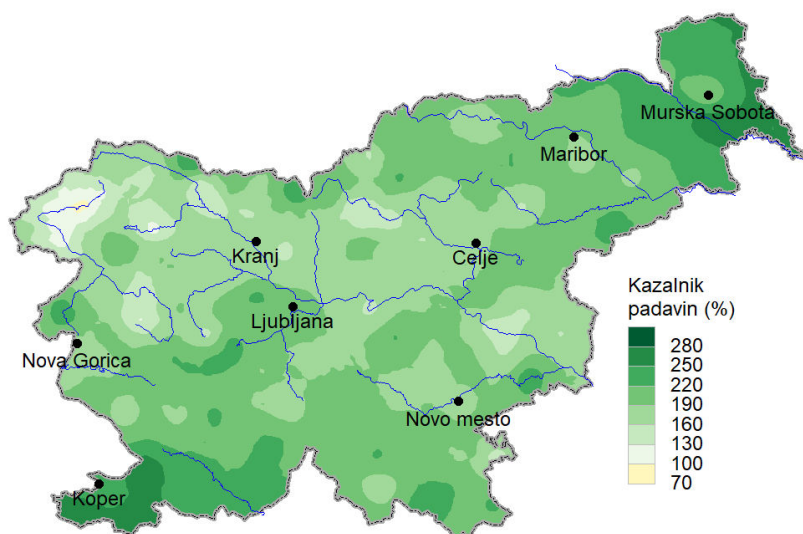 Murska Sobota
Maribor
Kranj
Celje
Ljubljana
Nova Gorica
Novo mesto
Koper
Kazalnik
padavin (%)
280
250
220
190
160
130
100
70